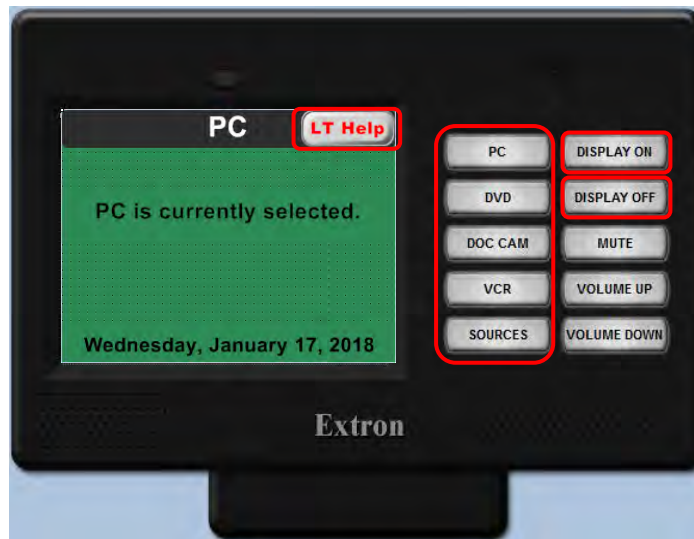 PC
LT Help
PC is currently selected.
Wednesday, January 17, 2018
PC
DISPLAY ON
DVD
DISPLAY OFF
DOC CAM
MUTE
VCR
VOLUME UP
SOURCES
VOLUME DOWN
Extron